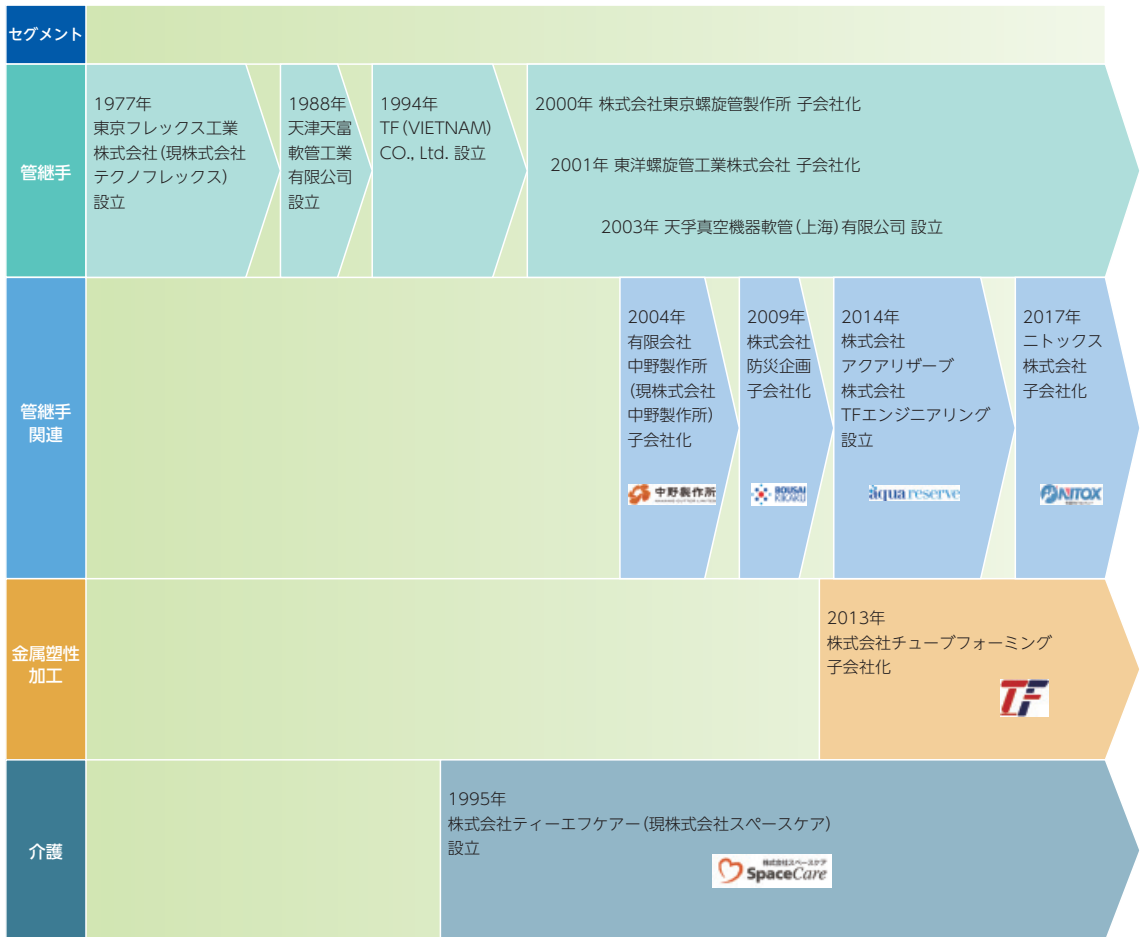 セグメント
管継手
1977年
東京フレックス工業
株式会社(現株式会社
テクノフレックス)
設立
1988年
天津天富
軟管工業
有限公司
設立
1994年
TF(VIETNAM)
CO., Ltd. 設立
2000年 株式会社東京螺旋管製作所 子会社化
2001年 東洋螺旋管工業株式会社 子会社化
2003年 天孚真空機器軟管(上海)有限公司 設立
管継手
関連
2004年
有限会社
中野製作所
(現株式会社
中野製作所)
子会社化
中野製作所
2009年
株式会社
防災企画
子会社化
BOUSAI
KIKAKU
2014年
株式会社
アクアリザーブ
株式会社
TFエンジニアリング
設立
aqua reserve
2017年
ニトックス
株式会社
子会社化
NITOX
金属塑性
加工
2013年
株式会社チューブフォーミング
子会社化
TF
介護
1995年
株式会社ティーエフケアー(現株式会社スペースケア)
設立
株式会社スペースケア
SpaceCare